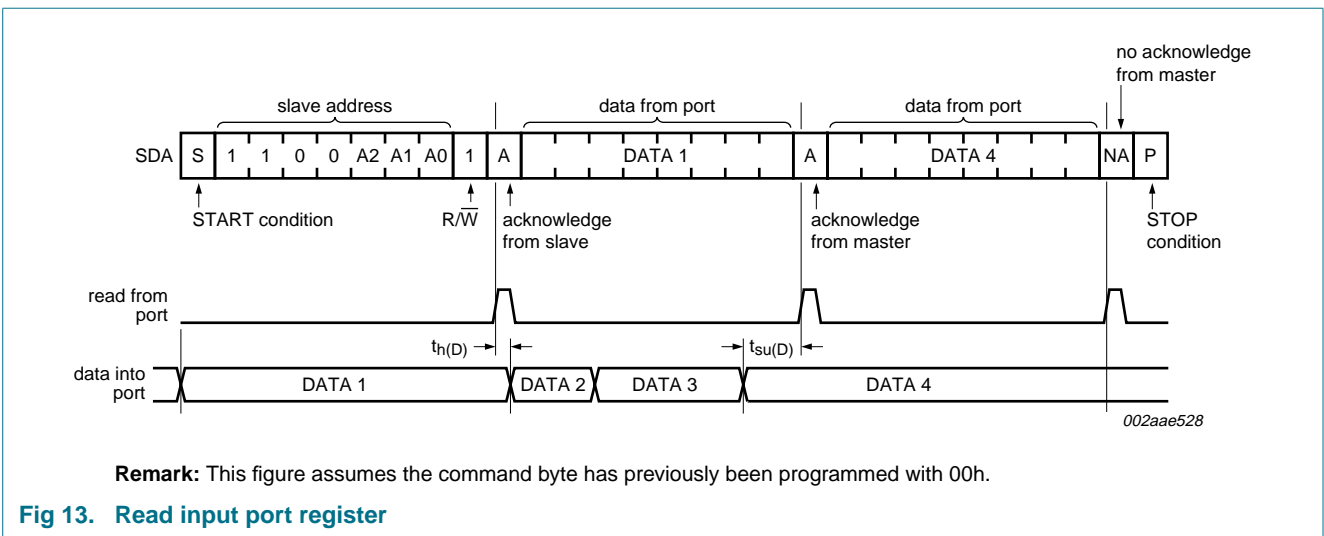 no acknowledge
from master
slave address
data from port
data from port
SDA S 1 1 0 0 A2 A1 A0 1 A DATA 1 A DATA 4 NA P
START condition
R/W̅
acknowledge
from slave
acknowledge
from master
STOP
condition
read from
port
th(D)
tsu(D)
data into
port
DATA 1 DATA 2 DATA 3 DATA 4
002aae528
Remark: This figure assumes the command byte has previously been programmed with 00h.
Fig 13. Read input port register